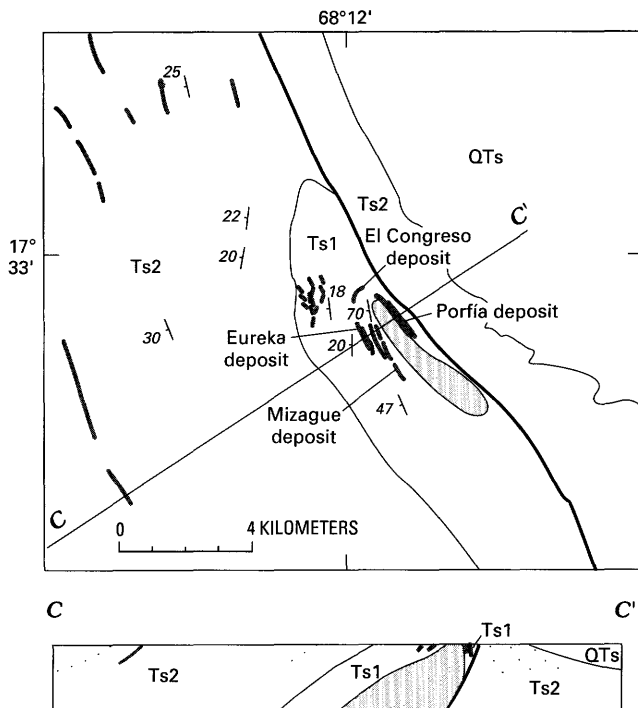 68°12'
25
QTs
Ts2
C'
22
17°
33'
Ts1
El Congreso
deposit
20
Ts2
18
70
Porfía deposit
30
Eureka
deposit
20
Mizague
deposit
47
C
0 4 KILOMETERS
C C'
Ts1
QTs
Ts2 Ts1 Ts2